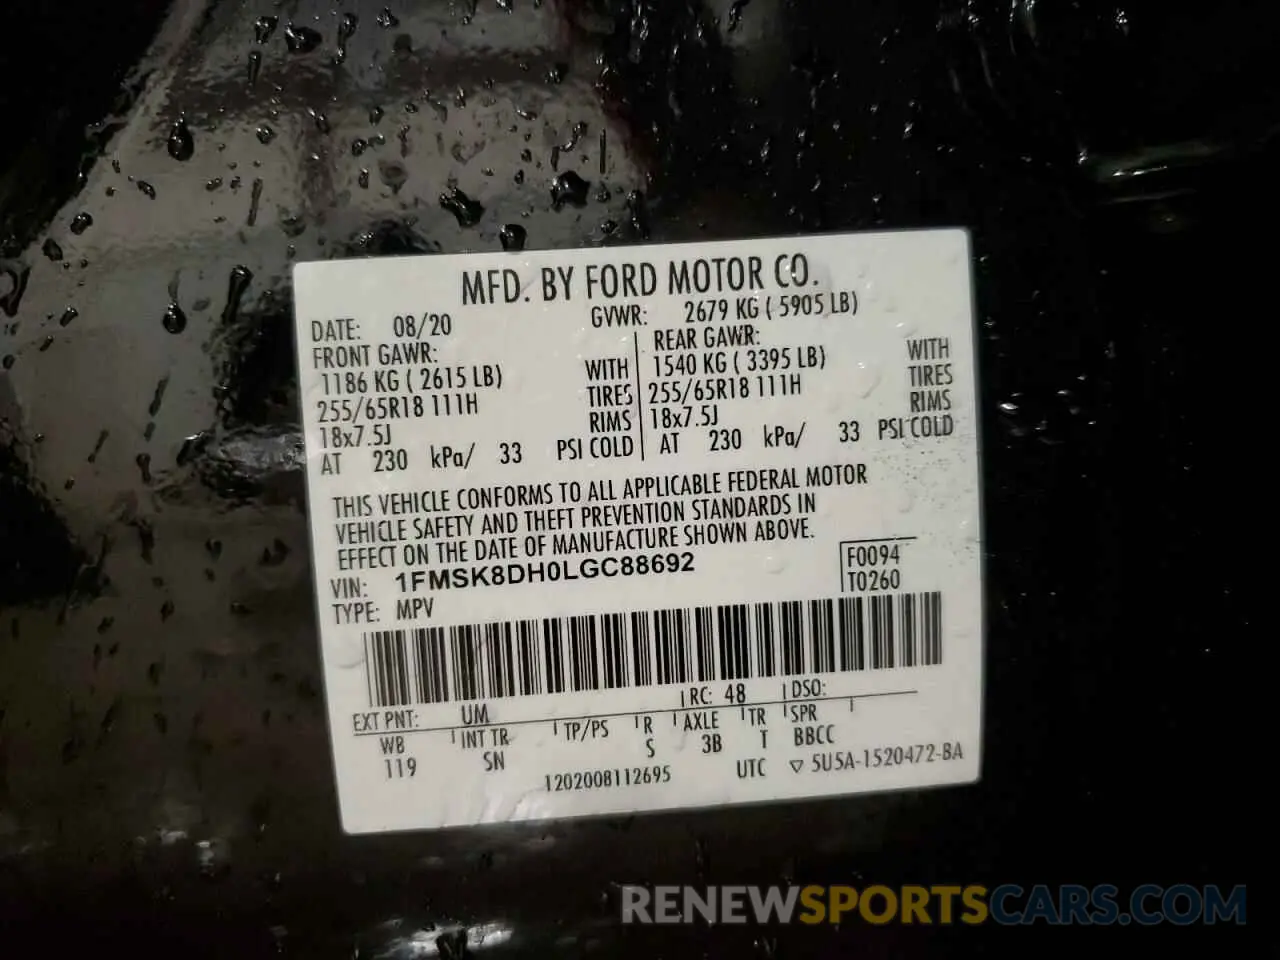 MFD. BY FORD MOTOR CO.
DATE: 08/20 GVWR: 2679 KG ( 5905 LB)
FRONT GAWR: REAR GAWR:
1186 KG ( 2615 LB) WITH 1540 KG ( 3395 LB) WITH
255/65R18 111H TIRES 255/65R18 111H TIRES
18x7.5J RIMS 18x7.5J RIMS
AT 230 kPa/ 33 PSI COLD AT 230 kPa/ 33 PSI COLD
THIS VEHICLE CONFORMS TO ALL APPLICABLE FEDERAL MOTOR
VEHICLE SAFETY AND THEFT PREVENTION STANDARDS IN
EFFECT ON THE DATE OF MANUFACTURE SHOWN ABOVE.
VIN: 1FMSK8DH0LGC88692 F0094
TYPE: MPV T0260
EXT PNT: UM RC: 48 DSO:
WB INT TR TP/PS R AXLE TR SPR
119 SN S 3B T BBCC
1202008112695 UTC ▽ 5U5A-1520472-BA
RENEWSPORTSCARS.COM